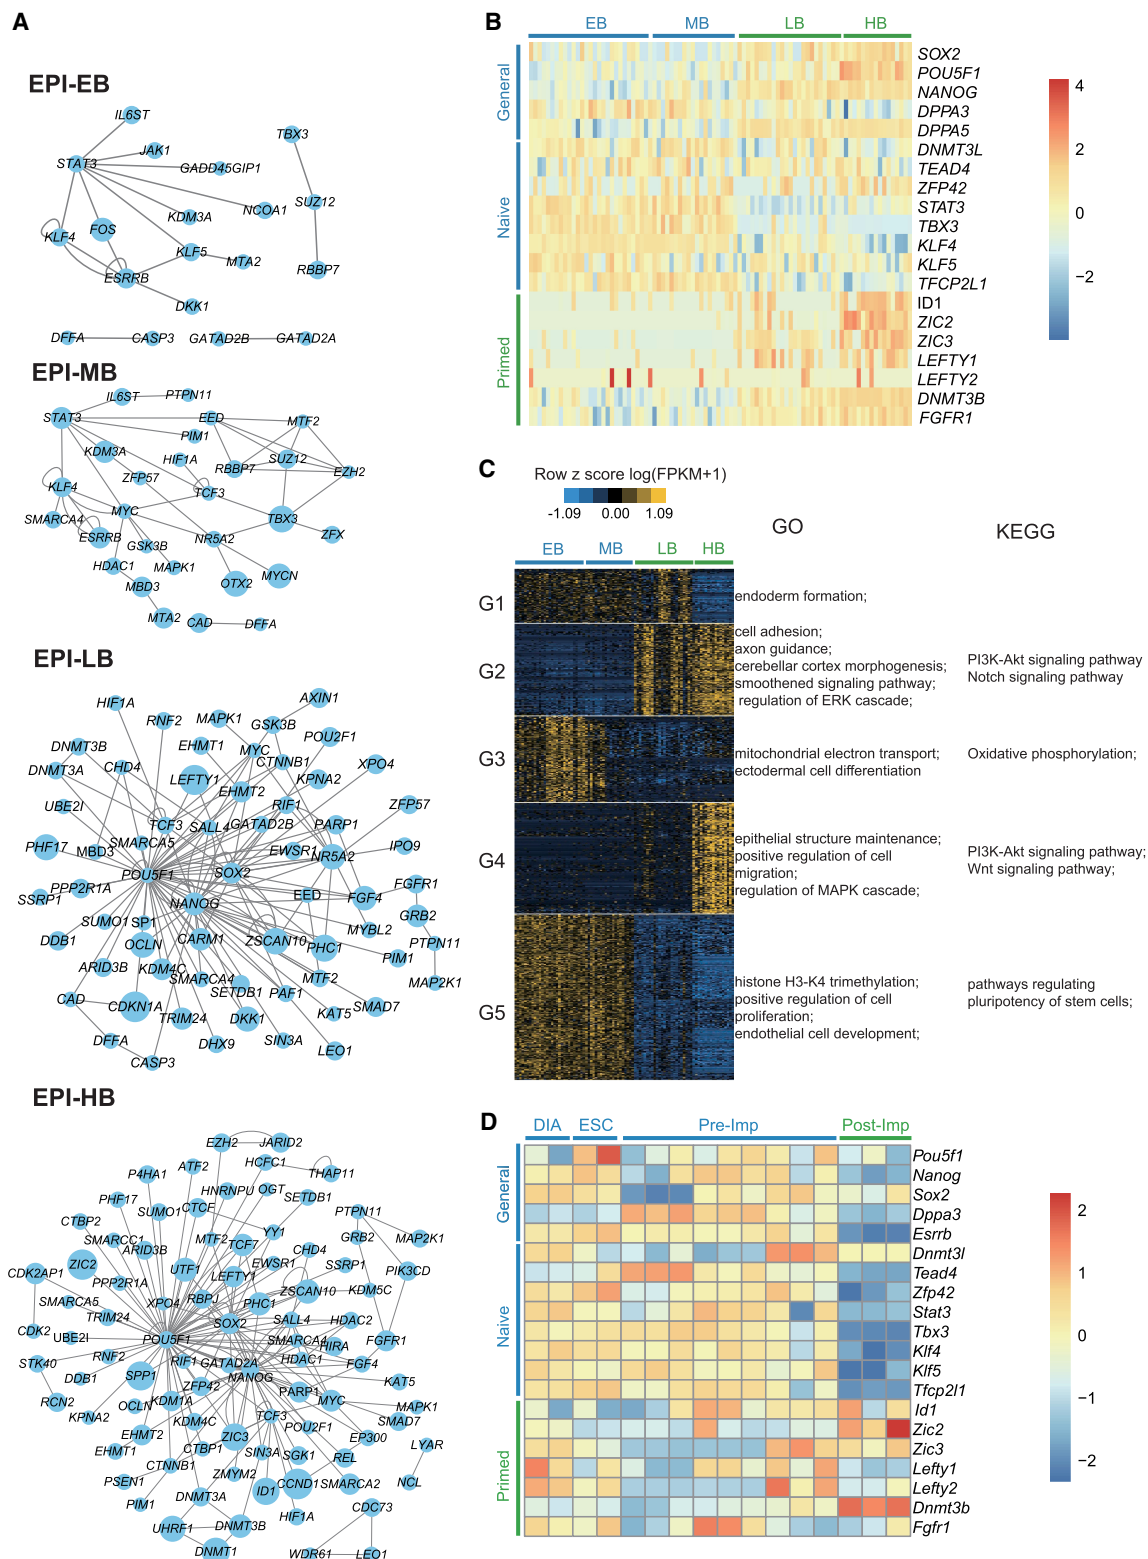 A
EPI-EB
IL6ST
TBX3
JAK1
STAT3
GADD45GIP1
SUZ12
NCOA1
KDM3A
FOS
KLF4
KLF5
MTA2
RBBP7
ESRRB
DKK1
DFFA
CASP3
GATAD2B
GATAD2A
EPI-MB
IL6ST
PTPN11
STAT3
EED
MTF2
PIM1
KDM3A
HIF1A
SUZ12
RBBP7
EZH2
ZFP57
KLF4
TCF3
MYC
SMARCA4
TBX3
ESRRB
ZFX
GSK3B
NR5A2
HDAC1
MAPK1
MBD3
OTX2
MYCN
MTA2
CAD
DFFA
EPI-LB
HIF1A
AXIN1
RNF2
MAPK1
GSK3B
POU2F1
DNMT3B
EHMT1
MYC
CTNNB1
CHD4
XPO4
DNMT3A
LEFTY1
KPNA2
EHMT2
UBE2I
RIF1
ZFP57
TCF3
SALL4
GATAD2B
PARP1
PHF17
MBD3
SMARCA5
EWSR1
NR5A2
IPO9
POU5F1
SOX2
PPP2R1A
FGFR1
SSRP1
EED
FGF4
NANOG
GRB2
SUMO1
SP1
MYBL2
DDB1
OCLN
CARM1
ZSCAN10
PHC1
PTPN11
PIM1
ARID3B
KDM4C
SMARCA4
MTF2
MAP2K1
SETDB1
PAF1
CAD
CDKN1A
SMAD7
KAT5
TRIM24
DKK1
DFFA
DHX9
SIN3A
LEO1
CASP3
EPI-HB
EZH2
JARID2
HCFC1
ATF2
THAP11
P4HA1
HNRNPU
OGT
SETDB1
PHF17
SUMO1
CTCF
PTPN11
CTBP2
YY1
GRB2
MAP2K1
SMARCC1
MTF2
TCF7
ARID3B
CHD4
ZIC2
EWSR1
SSRP1
PIK3CD
CDK2AP1
UTF1
LEFTY1
PPP2R1A
ZSCAN10
KDM5C
SMARCA5
XPO4
RBPJ
PHC1
TRIM24
SALL4
HDAC2
SOX2
CDK2
UBE2I
POU5F1
SMARCA4
HIRA
FGFR1
RNF2
RIF1
GATAD2A
HDAC1
FGF4
STK40
DDB1
SPP1
NANOG
KAT5
ZFP42
PARP1
RCN2
OCLN
KDM1A
MYC
MAPK1
KPNA2
KDM4C
TCF3
POU2F1
SMAD7
EHMT2
ZIC3
EP300
EHMT1
CTBP1
SIN3A
SGK1
REL
LYAR
CTNNB1
PSEN1
ZMYM2
CCND1
SMARCA2
NCL
PIM1
DNMT3A
ID1
HIF1A
CDC73
UHRF1
DNMT3B
DNMT1
WDR61
LEO1
B
EB
MB
LB
HB
General
Naive
Primed
SOX2
POU5F1
NANOG
DPPA3
DPPA5
DNMT3L
TEAD4
ZFP42
STAT3
TBX3
KLF4
KLF5
TFCP2L1
ID1
ZIC2
ZIC3
LEFTY1
LEFTY2
DNMT3B
FGFR1
4
2
0
−2
C
Row z score log(FPKM+1)
-1.09 0.00 1.09
GO
KEGG
EB
MB
LB
HB
G1
endoderm formation;
G2
cell adhesion;
axon guidance;
cerebellar cortex morphogenesis;
smoothened signaling pathway;
regulation of ERK cascade;
PI3K-Akt signaling pathway
Notch signaling pathway
G3
mitochondrial electron transport;
ectodermal cell differentiation
Oxidative phosphorylation;
G4
epithelial structure maintenance;
positive regulation of cell
migration;
regulation of MAPK cascade;
PI3K-Akt signaling pathway;
Wnt signaling pathway;
G5
histone H3-K4 trimethylation;
positive regulation of cell
proliferation;
endothelial cell development;
pathways regulating
pluripotency of stem cells;
D
DIA
ESC
Pre-Imp
Post-Imp
General
Naive
Primed
Pou5f1
Nanog
Sox2
Dppa3
Esrrb
Dnmt3l
Tead4
Zfp42
Stat3
Tbx3
Klf4
Klf5
Tfcp2l1
Id1
Zic2
Zic3
Lefty1
Lefty2
Dnmt3b
Fgfr1
2
1
0
−1
−2